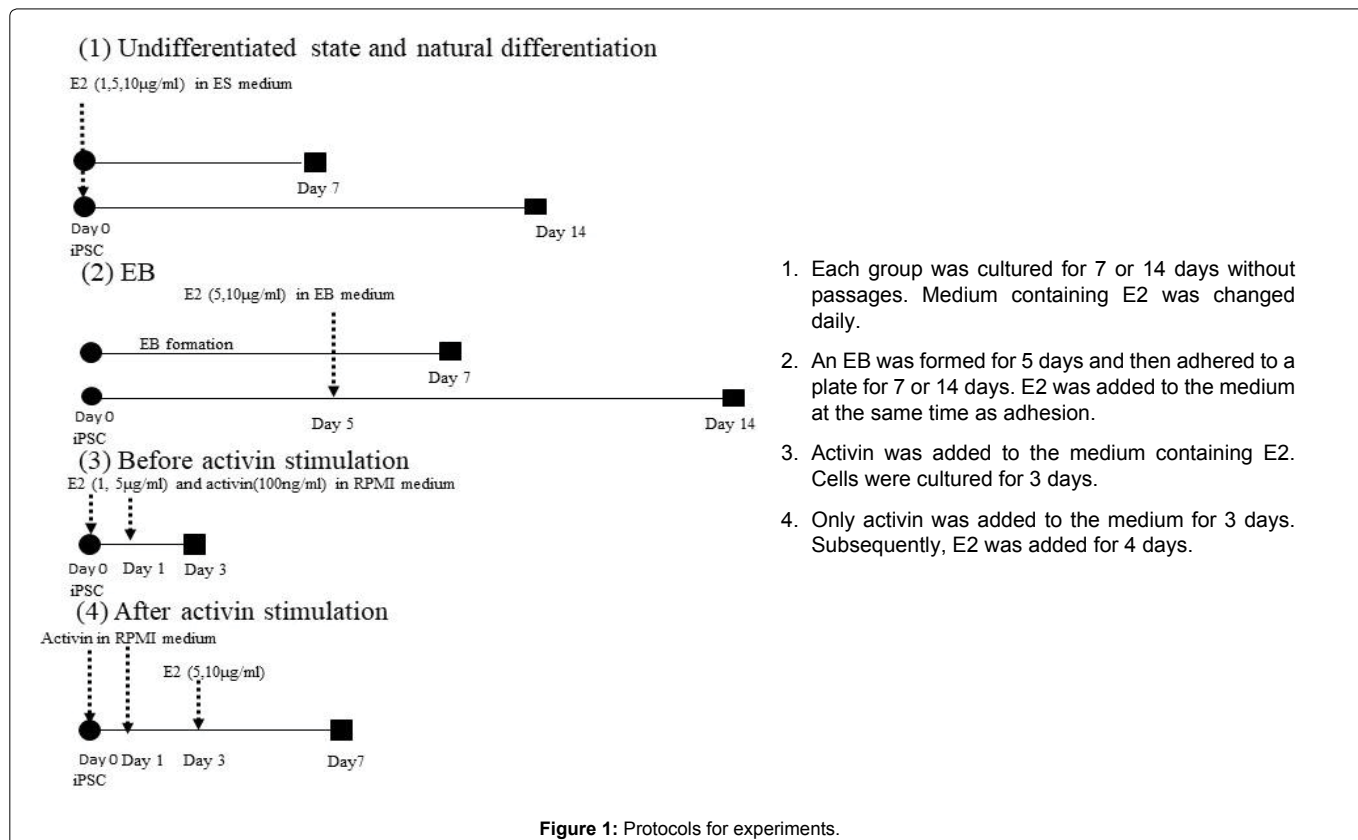 (1) Undifferentiated state and natural differentiation
E2 (1,5,10μg/ml) in ES medium
Day 7
Day 0
iPSC
Day 14
(2) EB
E2 (5,10μg/ml) in EB medium
EB formation
Day 7
Day 0
iPSC
Day 5
Day 14
(3) Before activin stimulation
E2 (1, 5μg/ml) and activin(100ng/ml) in RPMI medium
Day 0
iPSC
Day 1
Day 3
(4) After activin stimulation
Activin in RPMI medium
E2 (5,10μg/ml)
Day 0
iPSC
Day 1
Day 3
Day7
1. Each group was cultured for 7 or 14 days without
passages. Medium containing E2 was changed
daily.
2. An EB was formed for 5 days and then adhered to a
plate for 7 or 14 days. E2 was added to the medium
at the same time as adhesion.
3. Activin was added to the medium containing E2.
Cells were cultured for 3 days.
4. Only activin was added to the medium for 3 days.
Subsequently, E2 was added for 4 days.
Figure 1: Protocols for experiments.